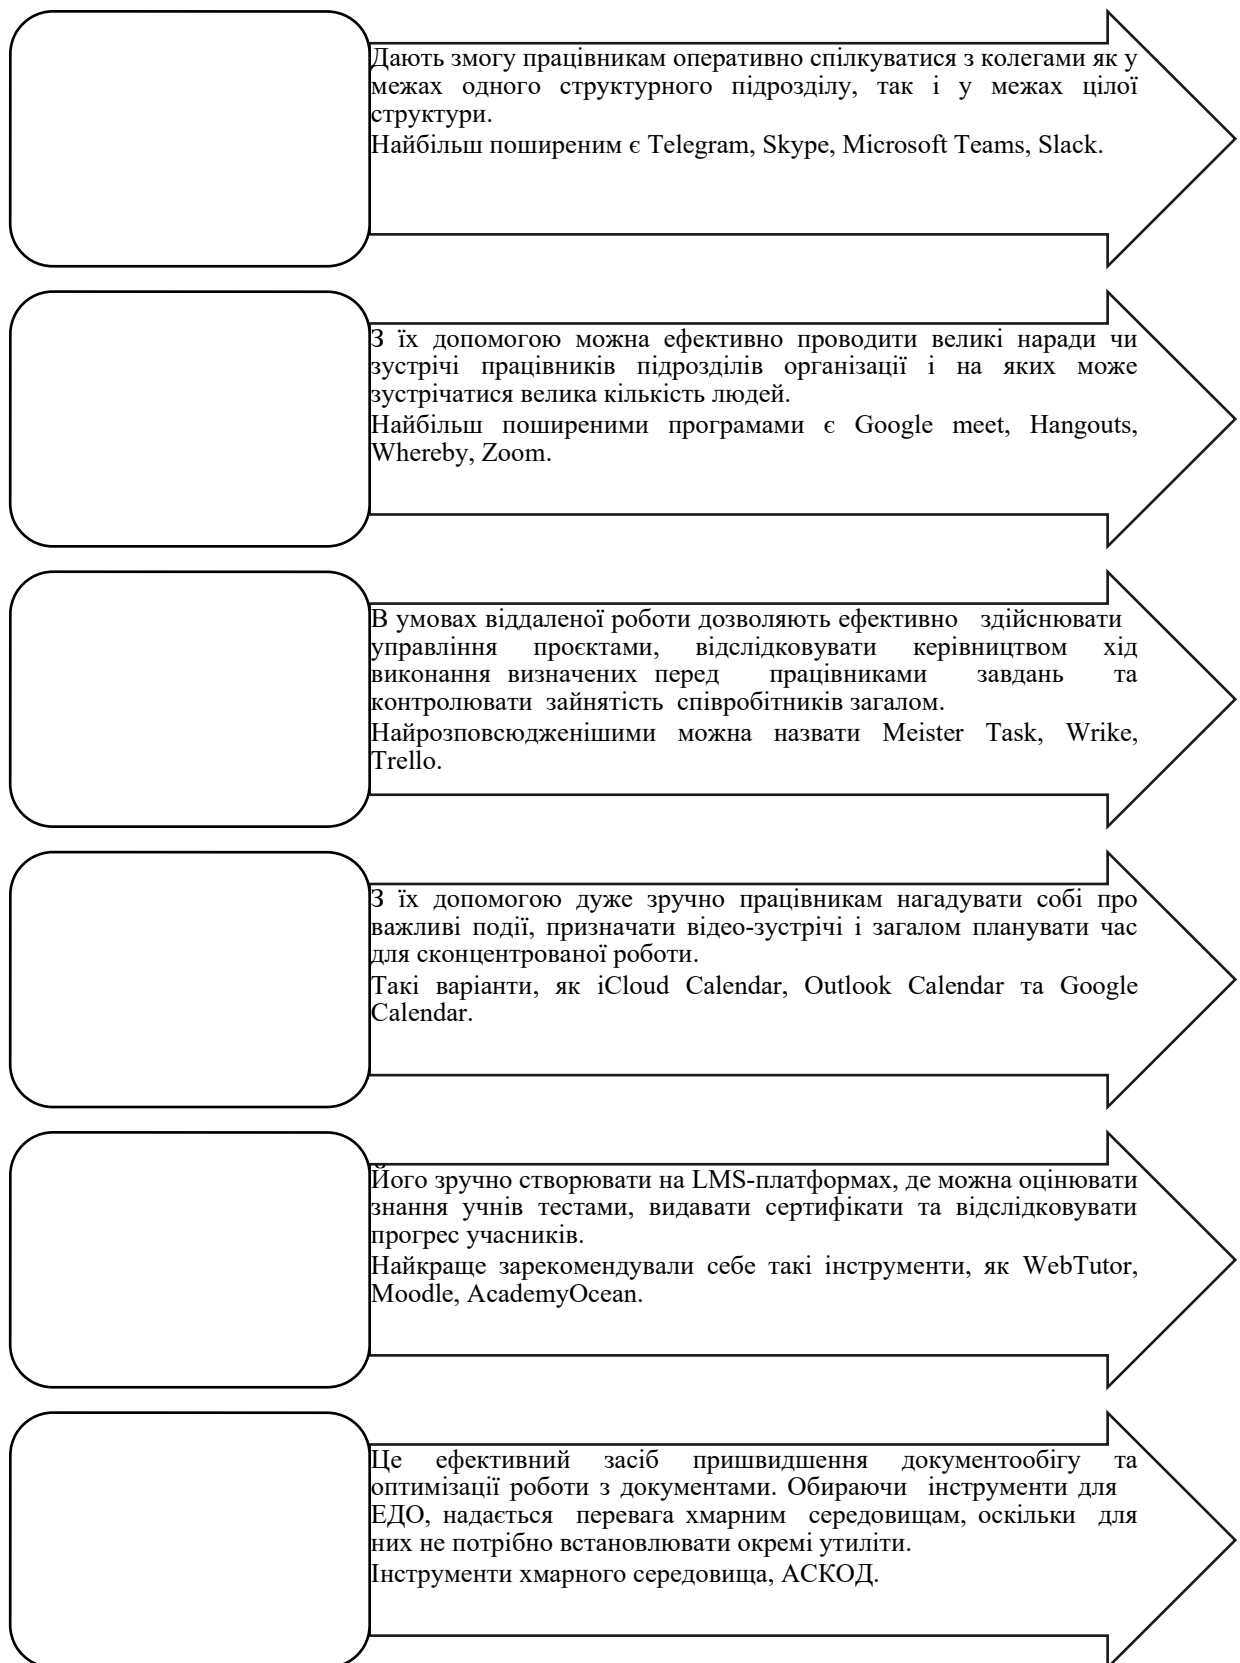 Дають змогу працівникам оперативно спілкуватися з колегами як у
межах одного структурного підрозділу, так і у межах цілої
структури.
Найбільш поширеним є Telegram, Skype, Microsoft Teams, Slack.
З їх допомогою можна ефективно проводити великі наради чи
зустрічі працівників підрозділів організації і на яких може
зустрічатися велика кількість людей.
Найбільш поширеними програмами є Google meet, Hangouts,
Whereby, Zoom.
В умовах віддаленої роботи дозволяють ефективно здійснювати
управління проєктами, відслідковувати керівництвом хід
виконання визначених перед працівниками завдань та
контролювати зайнятість співробітників загалом.
Найрозповсюдженішими можна назвати Meister Task, Wrike,
Trello.
З їх допомогою дуже зручно працівникам нагадувати собі про
важливі події, призначати відео-зустрічі і загалом планувати час
для сконцентрованої роботи.
Такі варіанти, як iCloud Calendar, Outlook Calendar та Google
Calendar.
Його зручно створювати на LMS-платформах, де можна оцінювати
знання учнів тестами, видавати сертифікати та відслідковувати
прогрес учасників.
Найкраще зарекомендували себе такі інструменти, як WebTutor,
Moodle, AcademyOcean.
Це ефективний засіб пришвидшення документообігу та
оптимізації роботи з документами. Обираючи інструменти для
ЕДО, надається перевага хмарним середовищам, оскільки для
них не потрібно встановлювати окремі утиліти.
Інструменти хмарного середовища, АСКОД.